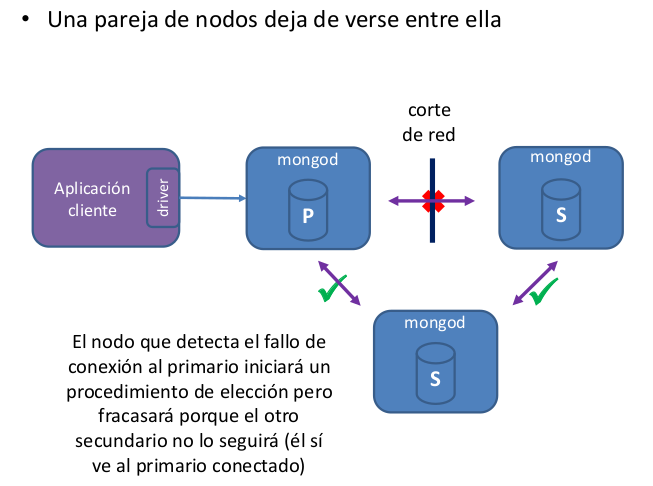 • Una pareja de nodos deja de verse entre ella
corte
de red
Aplicación
cliente
driver
mongod
P
mongod
S
mongod
S
El nodo que detecta el fallo de
conexión al primario iniciará un
procedimiento de elección pero
fracasará porque el otro
secundario no lo seguirá (él sí
ve al primario conectado)